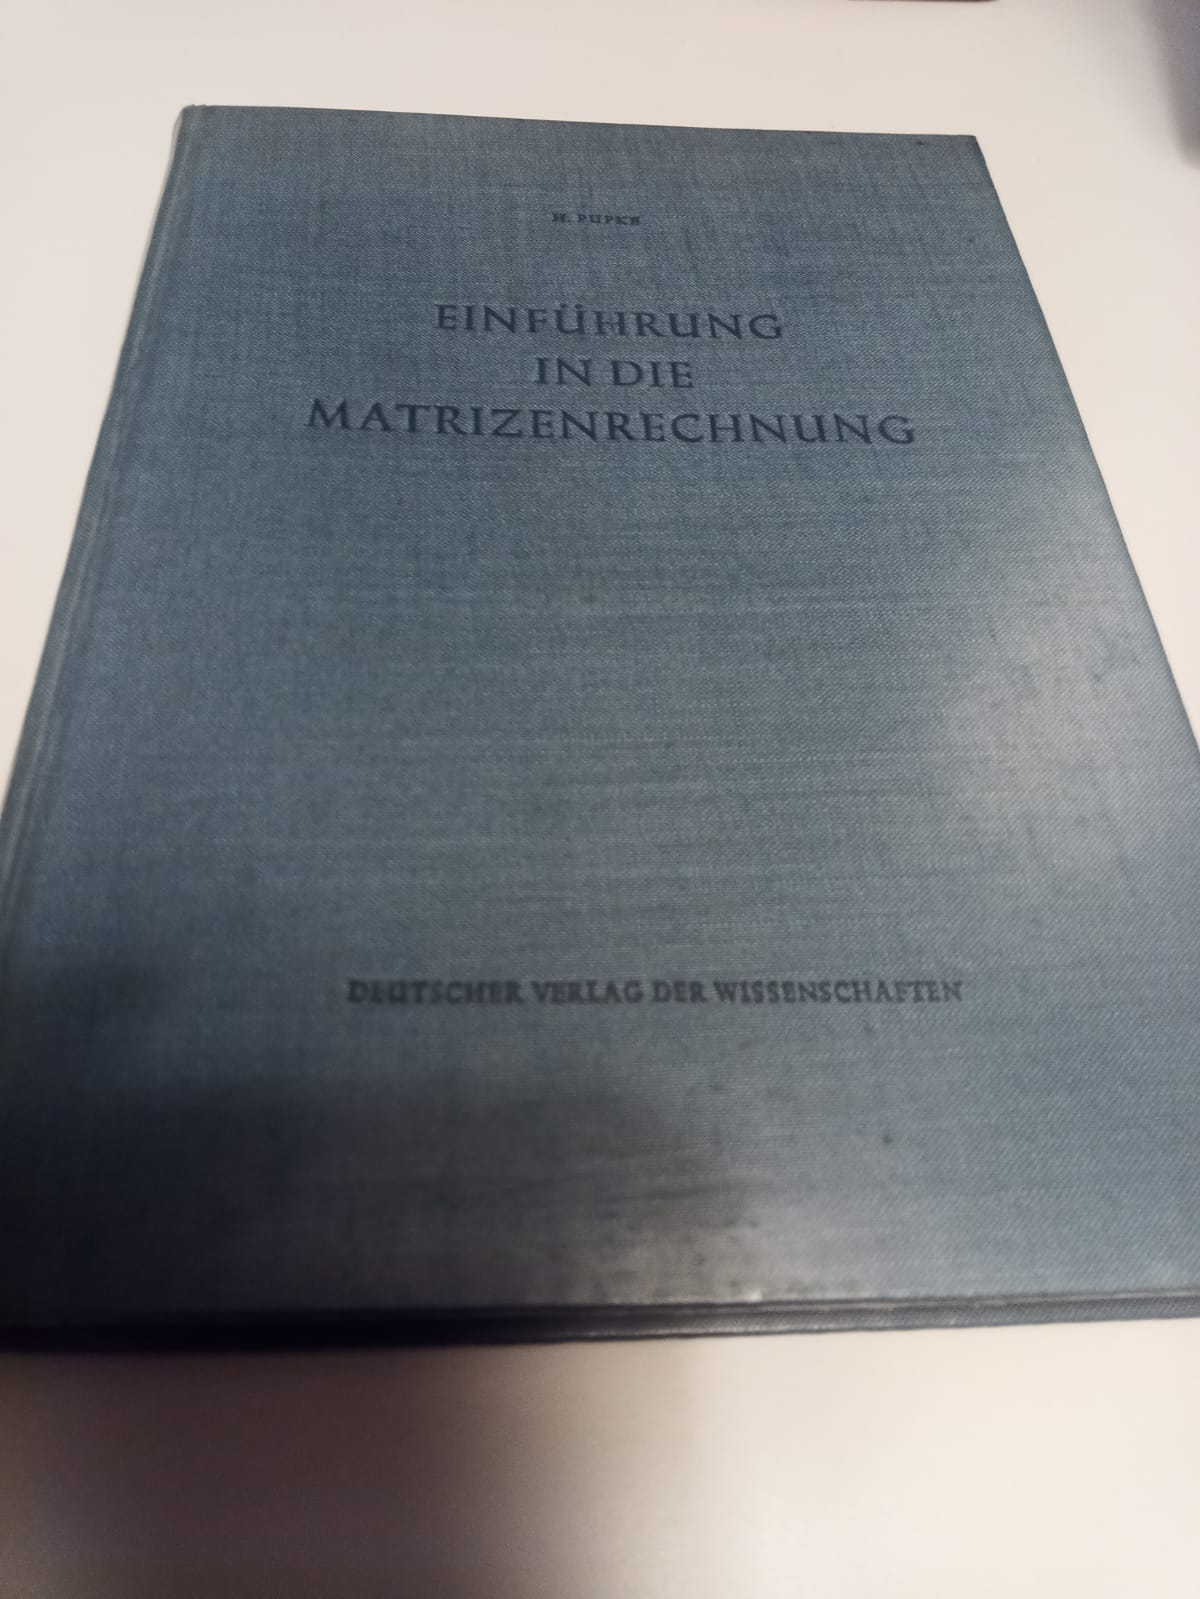 H. PUPKE
EINFÜHRUNG
IN DIE
MATRIZENRECHNUNG
DEUTSCHER VERLAG DER WISSENSCHAFTEN